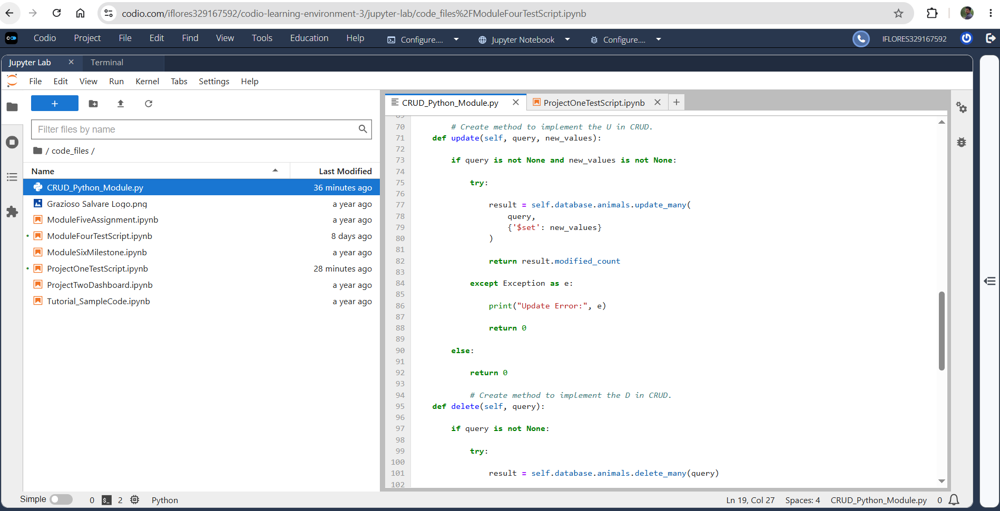 codio.com/iflores329167592/codio-learning-environment-3/jupyter-lab/code_files%2FModuleFourTestScript.ipynb
Codio Project File Edit Find View Tools Education Help Configure.... Jupyter Notebook Configure.... IFLORES329167592
Jupyter Lab Terminal
File Edit View Run Kernel Tabs Settings Help
+
Filter files by name
/ code_files /
Name Last Modified
CRUD_Python_Module.py 36 minutes ago
Grazioso Salvare Logo.png a year ago
ModuleFiveAssignment.ipynb a year ago
ModuleFourTestScript.ipynb 8 days ago
ModuleSixMilestone.ipynb a year ago
ProjectOneTestScript.ipynb 28 minutes ago
ProjectTwoDashboard.ipynb a year ago
Tutorial_SampleCode.ipynb a year ago
CRUD_Python_Module.py ProjectOneTestScript.ipynb +
69
70 # Create method to implement the U in CRUD.
71 def update(self, query, new_values):
72
73 if query is not None and new_values is not None:
74
75 try:
76
77 result = self.database.animals.update_many(
78 query,
79 {'$set': new_values}
80 )
81
82 return result.modified_count
83
84 except Exception as e:
85
86 print("Update Error:", e)
87
88 return 0
89
90 else:
91
92 return 0
93
94 # Create method to implement the D in CRUD.
95 def delete(self, query):
96
97 if query is not None:
98
99 try:
100
101 result = self.database.animals.delete_many(query)
102
Simple 0 $_ 2 Python Ln 19, Col 27 Spaces: 4 CRUD_Python_Module.py 0